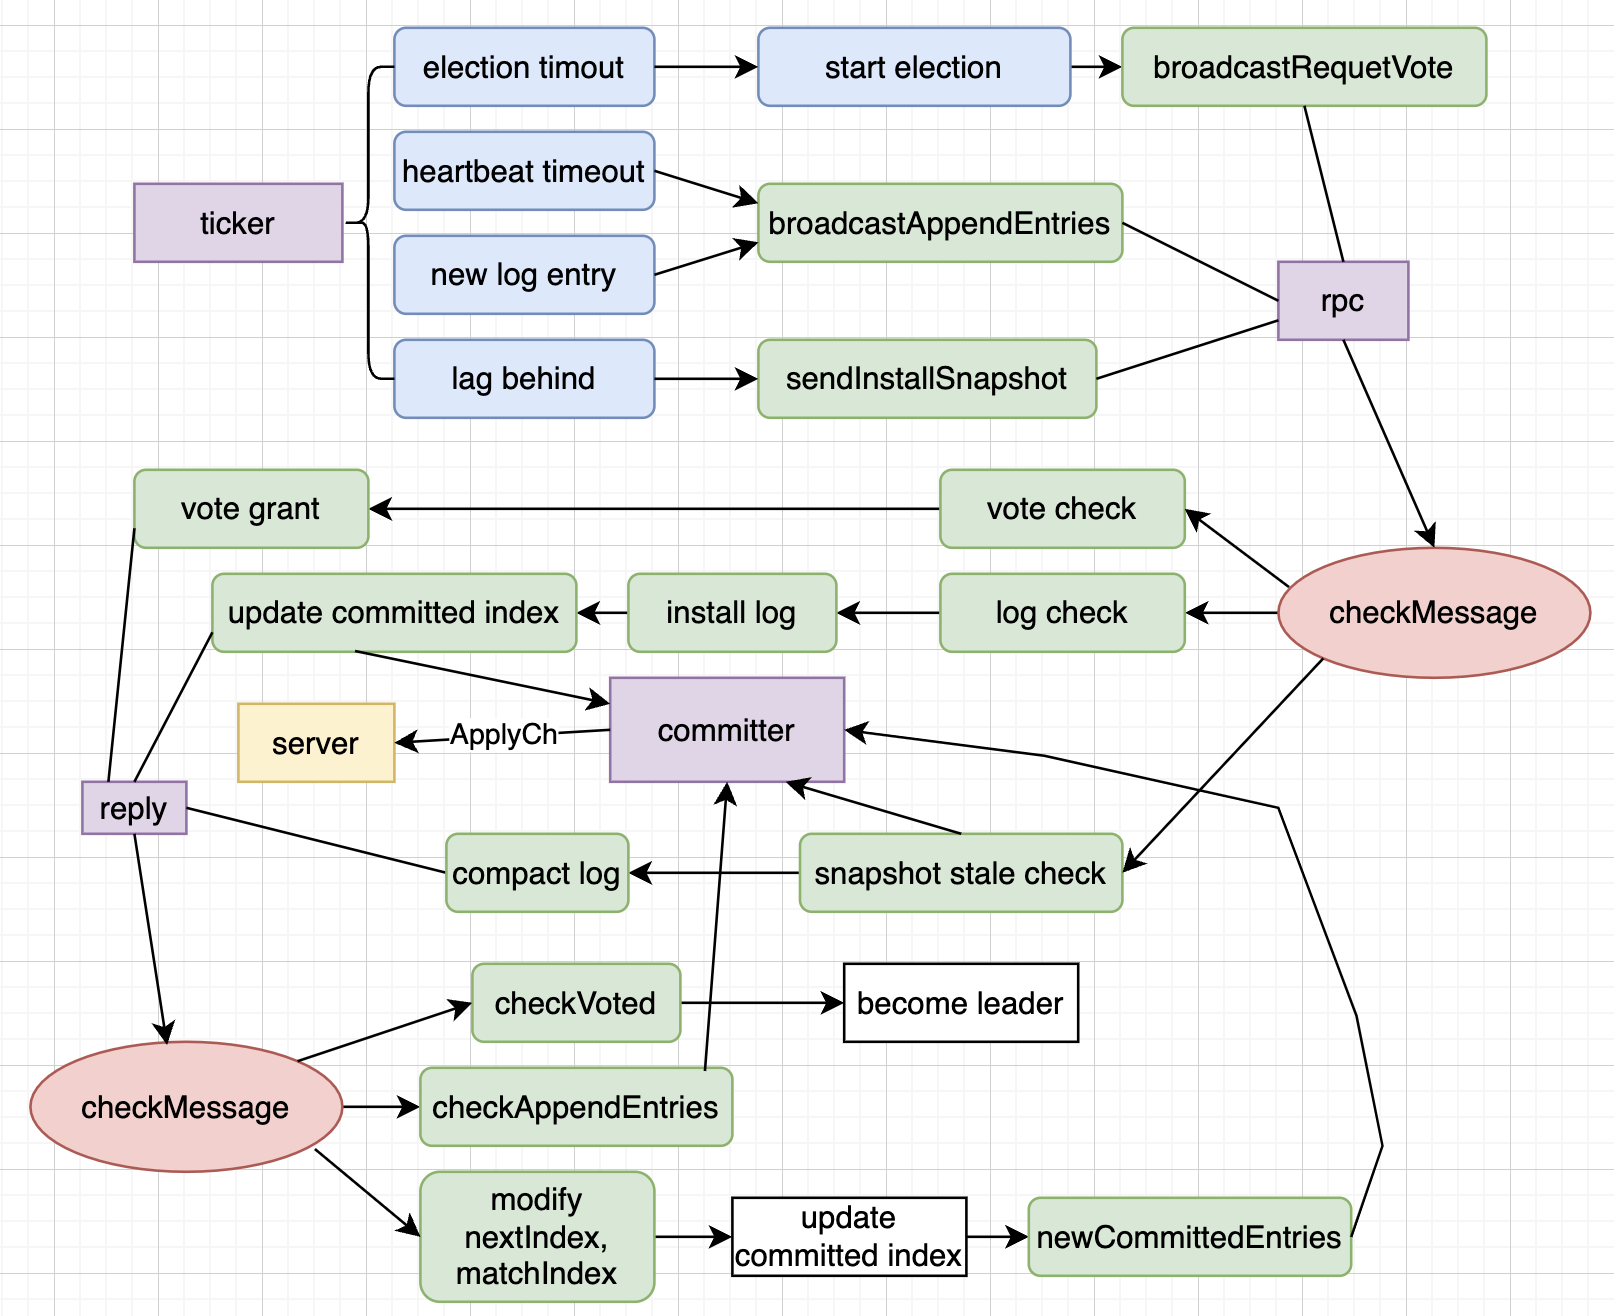 election timout
start election
broadcastRequetVote
heartbeat timeout
ticker
broadcastAppendEntries
new log entry
rpc
lag behind
sendInstallSnapshot
vote grant
vote check
update committed index
install log
log check
checkMessage
server
ApplyCh
committer
reply
compact log
snapshot stale check
checkVoted
become leader
checkMessage
checkAppendEntries
modify
nextIndex,
matchIndex
update
committed index
newCommittedEntries